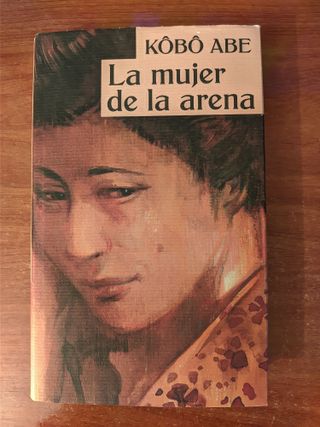 KÔBÔ ABE
La mujer
de la arena